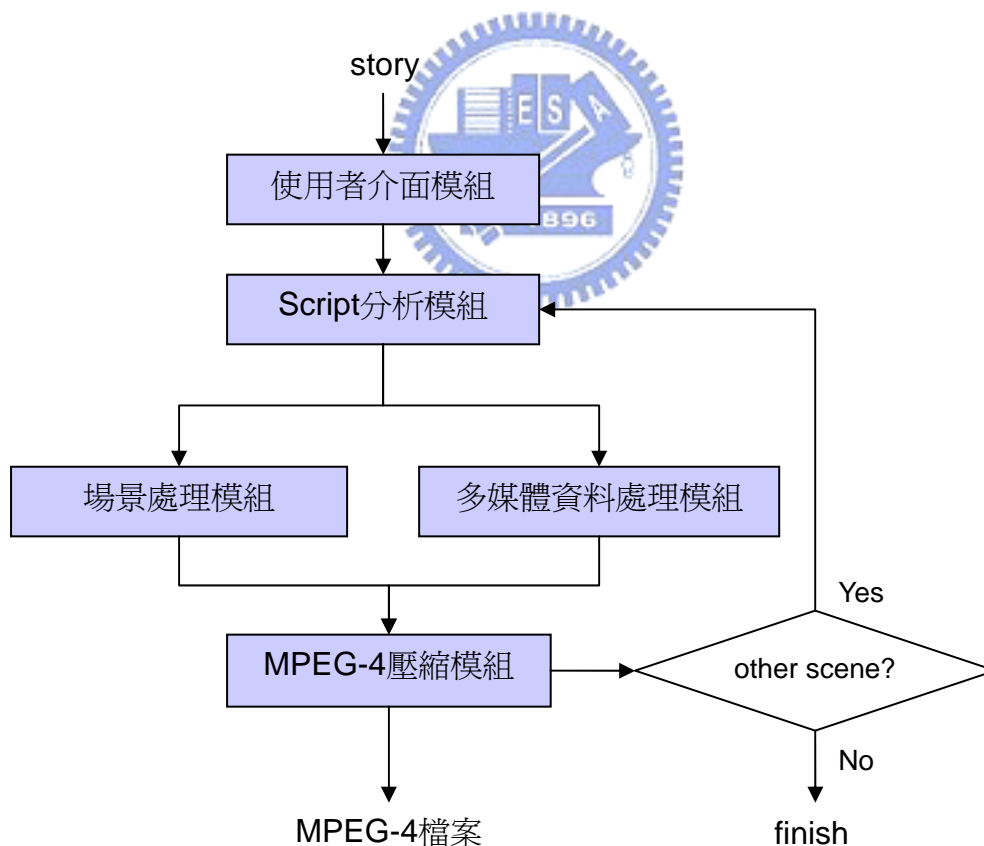 story
E S A
1896
使用者介面模組
Script分析模組
場景處理模組
多媒體資料處理模組
Yes
MPEG-4壓縮模組
other scene?
No
MPEG-4檔案
finish